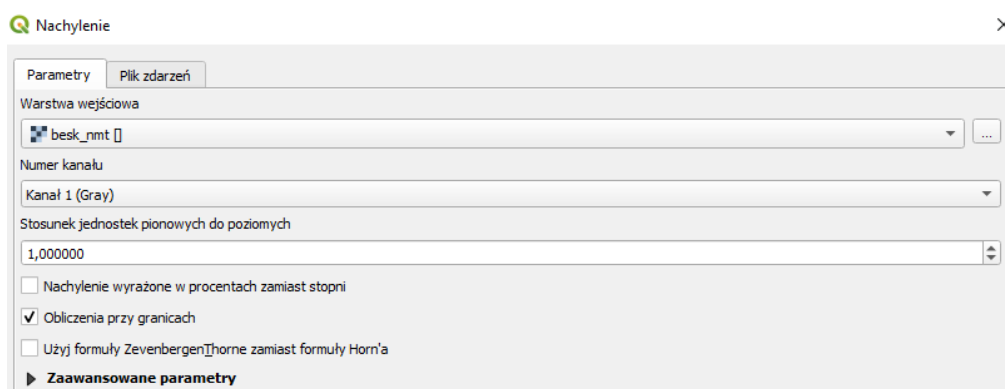 Nachylenie
Parametry
Plik zdarzeń
Warstwa wejściowa
besk_nmt []
...
Numer kanału
Kanał 1 (Gray)
Stosunek jednostek pionowych do poziomych
1,000000
Nachylenie wyrażone w procentach zamiast stopni
Obliczenia przy granicach
Użyj formuły ZevenbergenThorne zamiast formuły Horn'a
Zaawansowane parametry